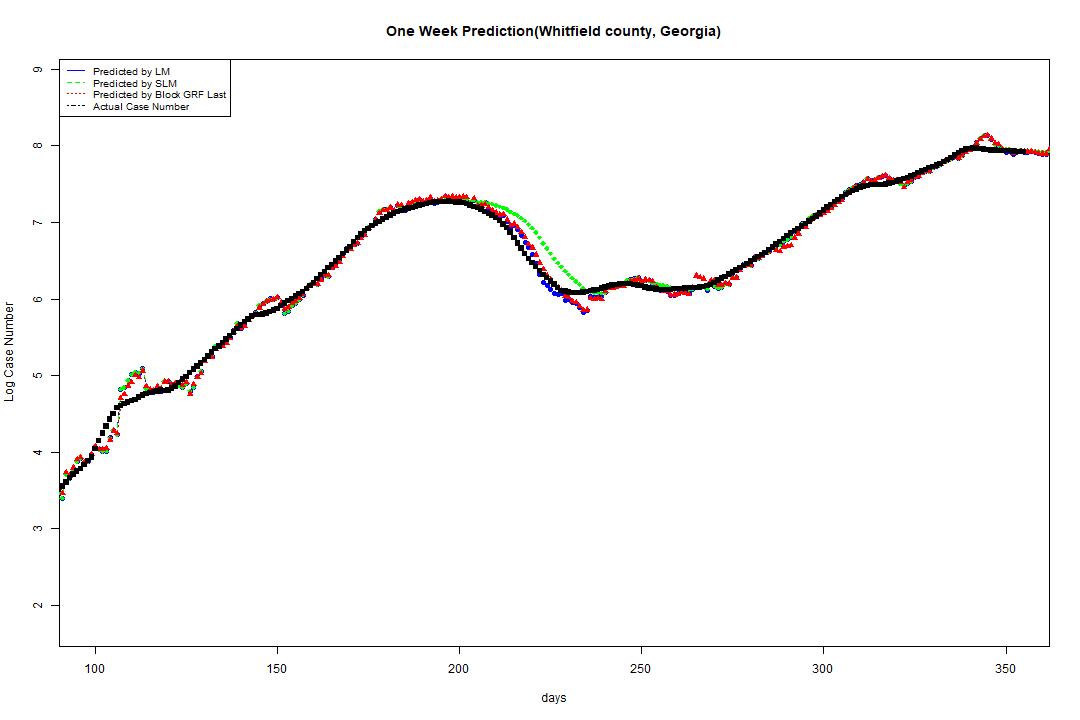 One Week Prediction(Whitfield county, Georgia)
Predicted by LM
Predicted by SLM
Predicted by Block GRF Last
Actual Case Number
9
8
7
6
5
4
3
2
Log Case Number
100 150 200 250 300 350
days